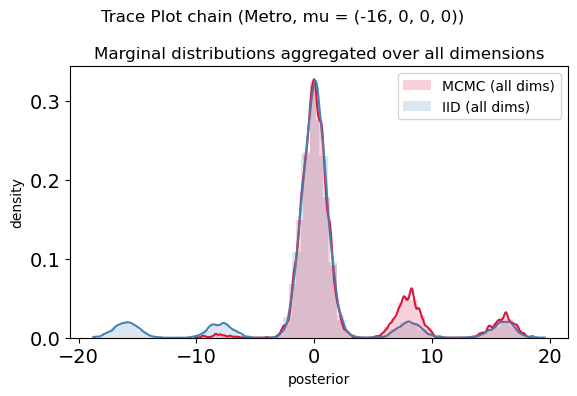 Trace Plot chain (Metro, mu = (-16, 0, 0, 0))
Marginal distributions aggregated over all dimensions
MCMC (all dims)
IID (all dims)
0.3
0.2
0.1
0.0
density
−20
−10
0
10
20
posterior